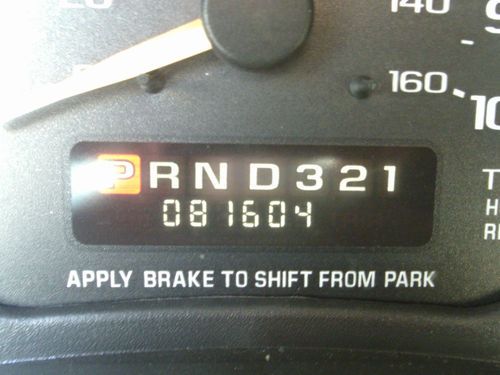 140
160
PRND321
081604
APPLY BRAKE TO SHIFT FROM PARK